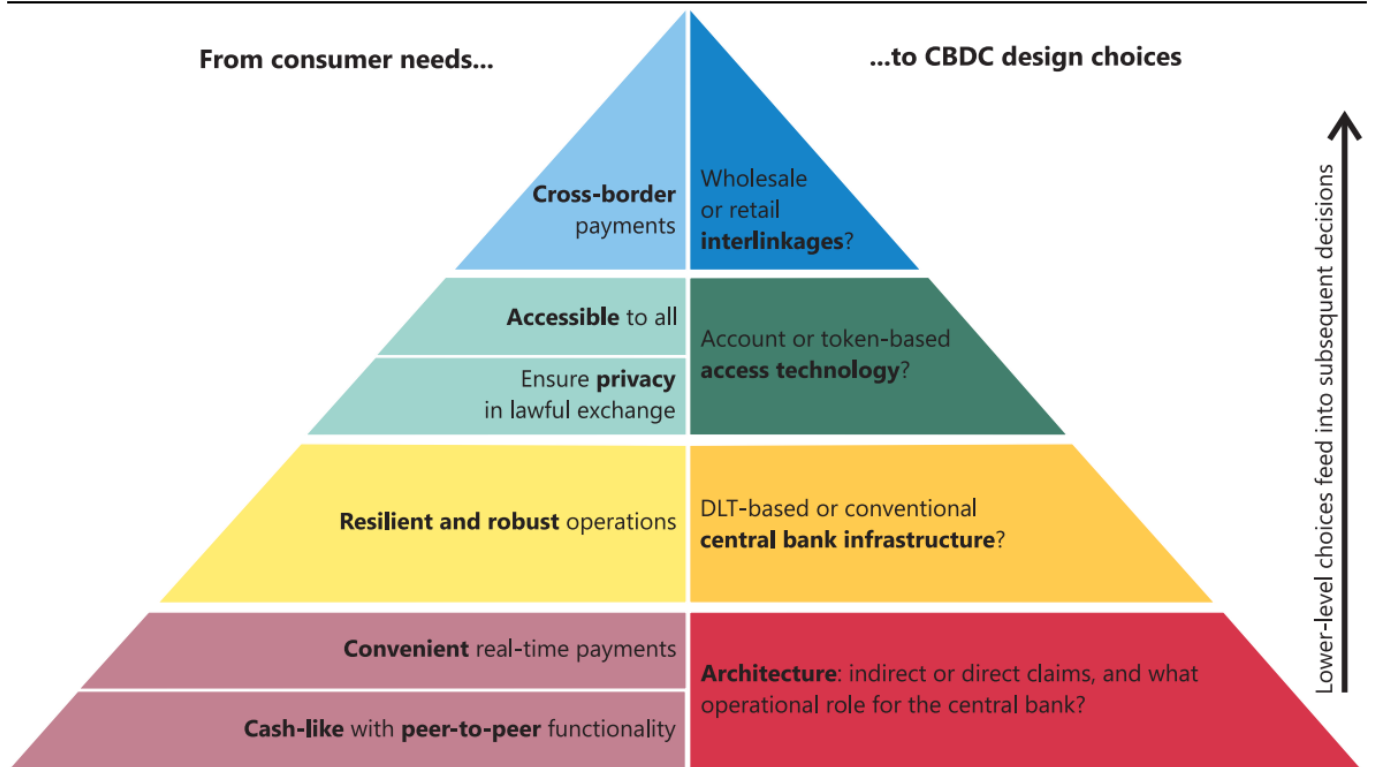 From consumer needs...
...to CBDC design choices
Cross-border
payments
Wholesale
or retail
interlinkages?
Accessible to all
Ensure privacy
in lawful exchange
Account or token-based
access technology?
Resilient and robust operations
DLT-based or conventional
central bank infrastructure?
Convenient real-time payments
Cash-like with peer-to-peer functionality
Architecture: indirect or direct claims, and what
operational role for the central bank?
Lower-level choices feed into subsequent decisions